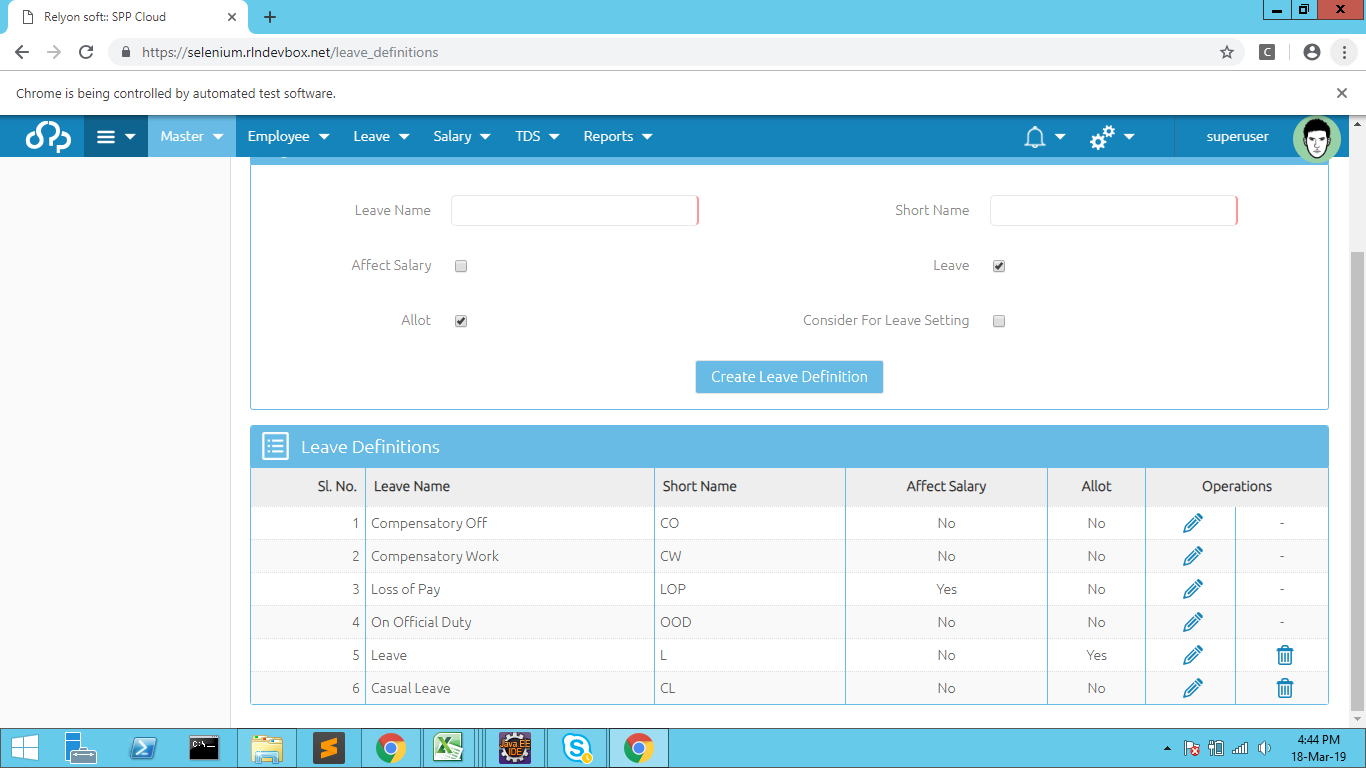 Relyon soft:: SPP Cloud
https://selenium.rlndevbox.net/leave_definitions
C
Chrome is being controlled by automated test software.
Master Employee Leave Salary TDS Reports superuser
Leave Name Short Name
Affect Salary Leave
Allot Consider For Leave Setting
Create Leave Definition
Leave Definitions
Sl. No. Leave Name Short Name Affect Salary Allot Operations
1 Compensatory Off CO No No -
2 Compensatory Work CW No No -
3 Loss of Pay LOP Yes No -
4 On Official Duty OOD No No -
5 Leave L No Yes
6 Casual Leave CL No No
C:\_
Java EE
IDE
4:44 PM
18-Mar-19